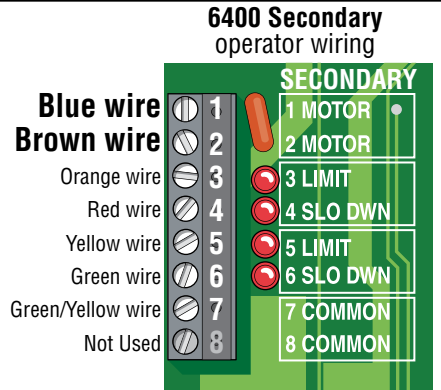 6400 Secondary
operator wiring
SECONDARY
Blue wire 1 1 MOTOR
Brown wire 2 2 MOTOR
Orange wire 3 3 LIMIT
Red wire 4 4 SLO DWN
Yellow wire 5 5 LIMIT
Green wire 6 6 SLO DWN
Green/Yellow wire 7 7 COMMON
Not Used 8 8 COMMON